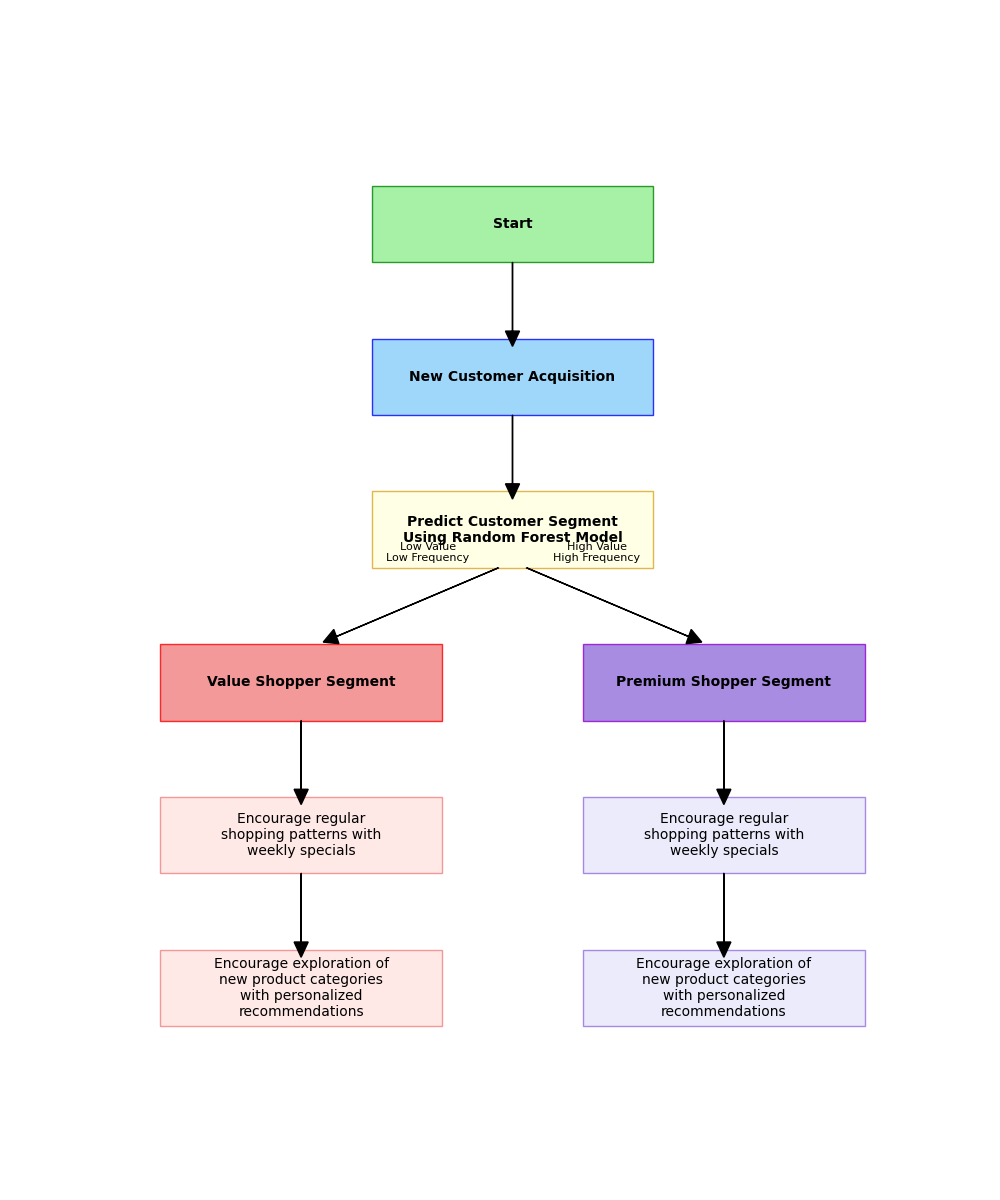 Start
New Customer Acquisition
Predict Customer Segment
Using Random Forest Model
Low Value
Low Frequency
High Value
High Frequency
Value Shopper Segment
Premium Shopper Segment
Encourage regular
shopping patterns with
weekly specials
Encourage regular
shopping patterns with
weekly specials
Encourage exploration of
new product categories
with personalized
recommendations
Encourage exploration of
new product categories
with personalized
recommendations